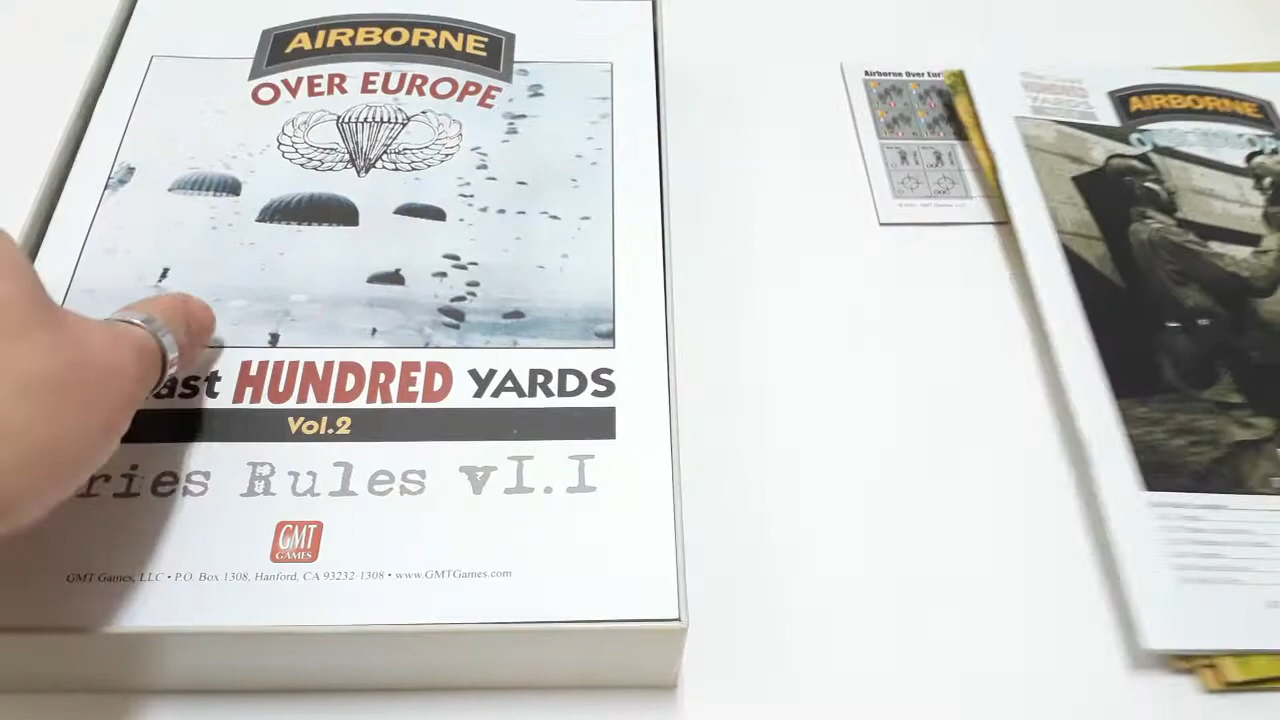 AIRBORNE
OVER EUROPE
ast HUNDRED YARDS
Vol.2
ries Rules v1.1
GMT
GAMES
GMT Games, LLC • P.O. Box 1308, Hanford, CA 93232-1308 • www.GMTGames.com
Airborne Over Eur
AIRBORNE